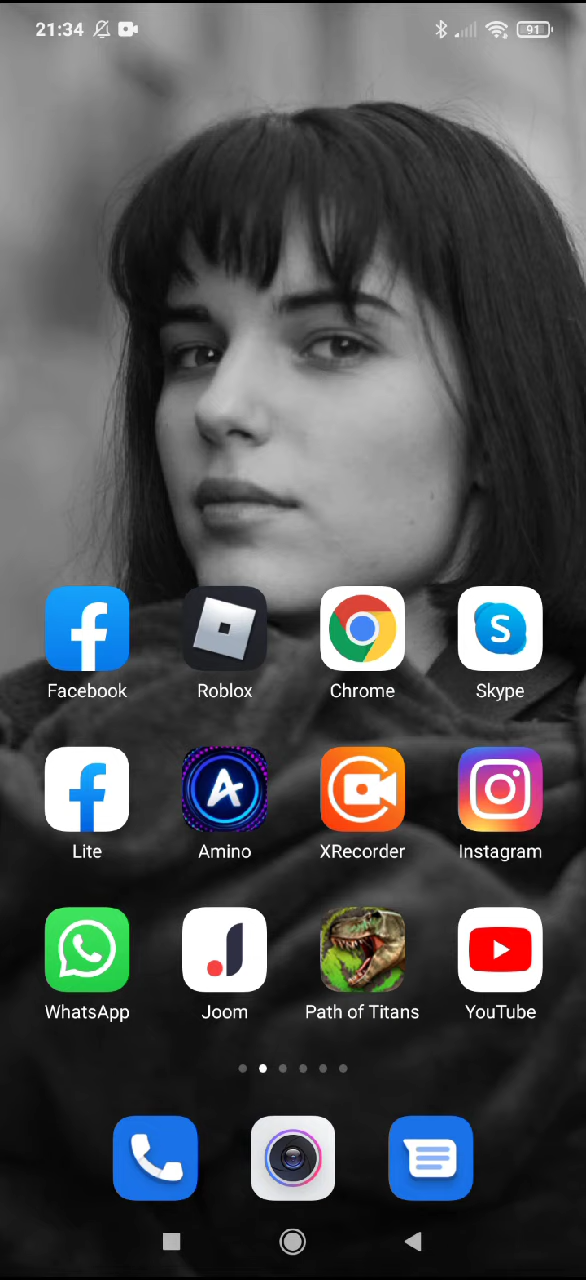 21:34 91
Facebook Roblox Chrome Skype
Lite Amino XRecorder Instagram
WhatsApp Joom Path of Titans YouTube